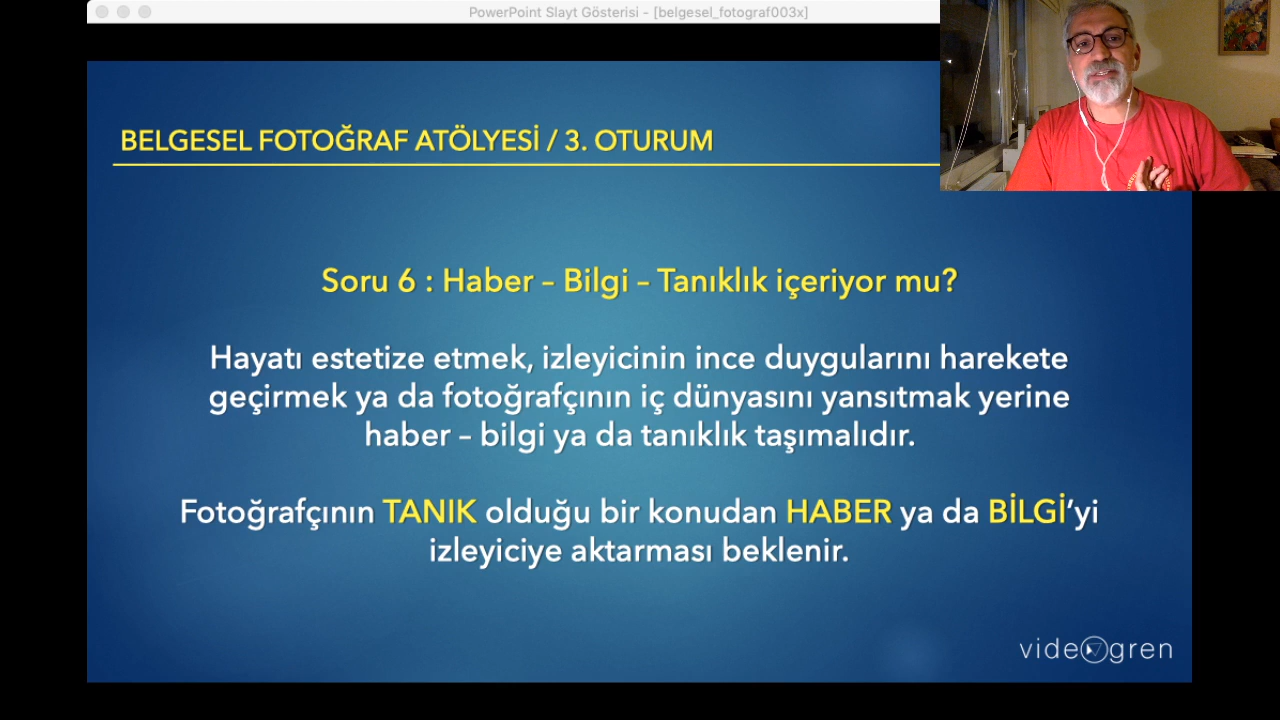 PowerPoint Slayt Gösterisi - [belgesel_fotograf003x]
BELGESEL FOTOĞRAF ATÖLYESİ / 3. OTURUM
Soru 6 : Haber – Bilgi – Tanıklık içeriyor mu?
Hayatı estetize etmek, izleyicinin ince duygularını harekete
geçirmek ya da fotoğrafçının iç dünyasını yansıtmak yerine
haber – bilgi ya da tanıklık taşımalıdır.
Fotoğrafçının TANIK olduğu bir konudan HABER ya da BİLGİ’yi
izleyiciye aktarması beklenir.
videogren